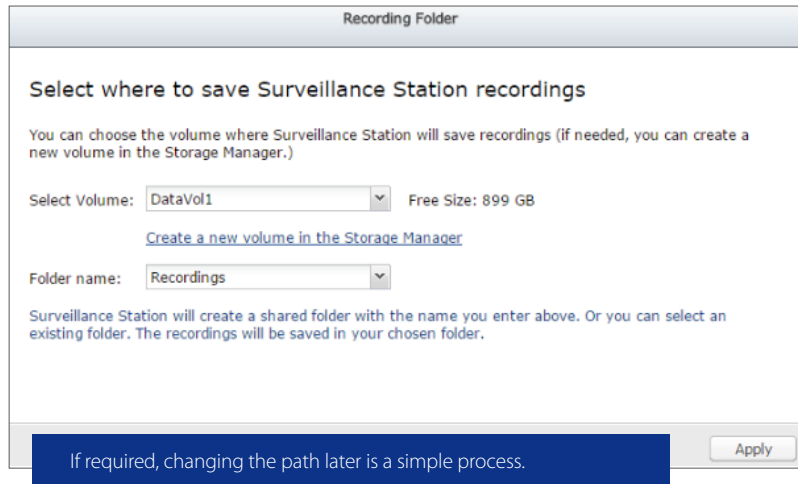 Recording Folder
Select where to save Surveillance Station recordings
You can choose the volume where Surveillance Station will save recordings (if needed, you can create a
new volume in the Storage Manager.)
Select Volume: DataVol1 Free Size: 899 GB
Create a new volume in the Storage Manager
Folder name: Recordings
Surveillance Station will create a shared folder with the name you enter above. Or you can select an
existing folder. The recordings will be saved in your chosen folder.
Apply
If required, changing the path later is a simple process.